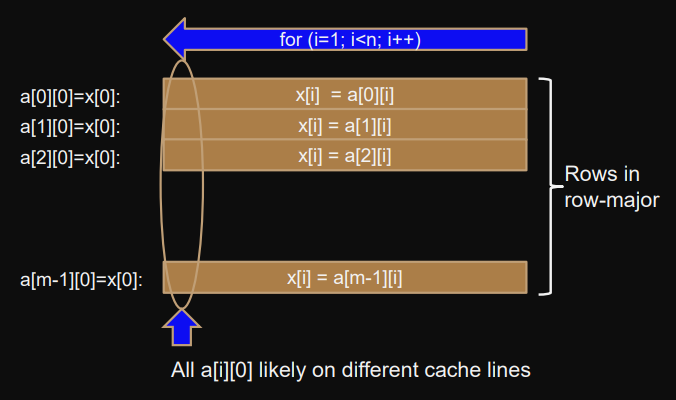 for (i=1; i<n; i++)
a[0][0]=x[0]:
x[i] = a[0][i]
a[1][0]=x[0]:
x[i] = a[1][i]
a[2][0]=x[0]:
x[i] = a[2][i]
Rows in
row-major
a[m-1][0]=x[0]:
x[i] = a[m-1][i]
All a[i][0] likely on different cache lines